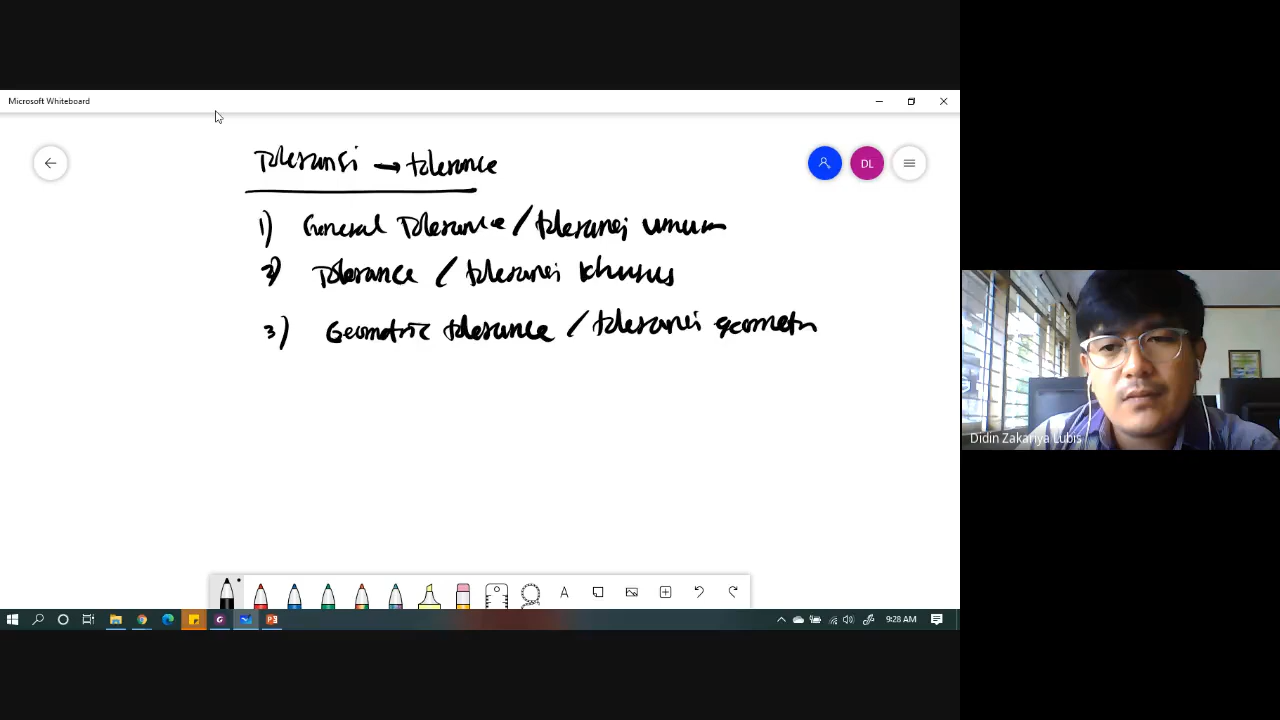 Microsoft Whiteboard
DL
Toleransi → tolerance
1) General Tolerance / toleransi umum
2) Tolerance / toleransi khusus
3) Geometric tolerance / toleransi geometri
Didin Zakariya Lubis
A
9:28 AM